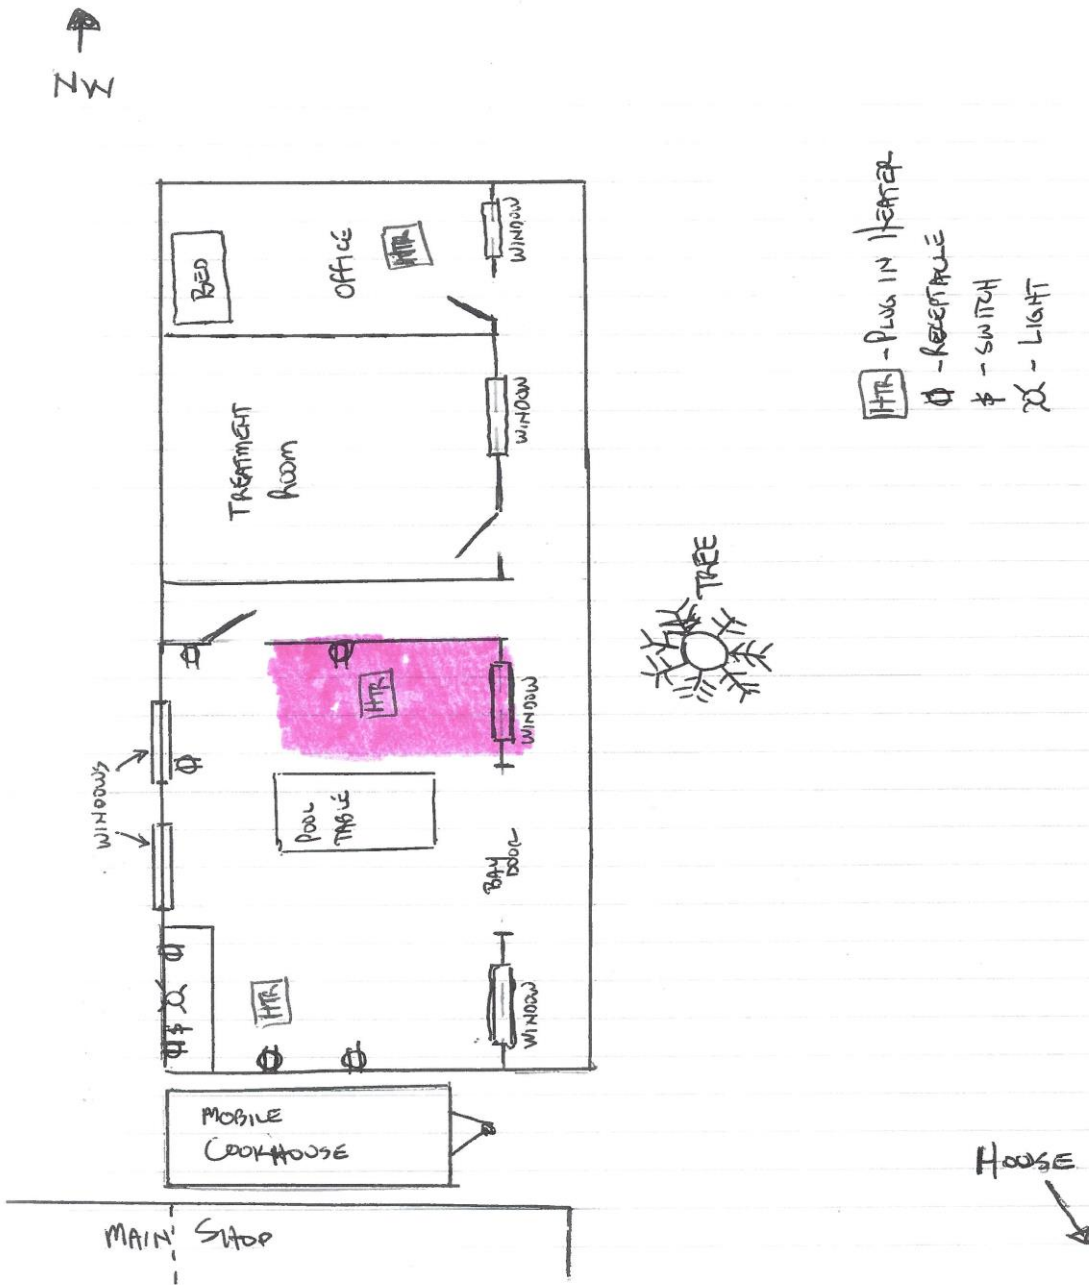 NW
BED
OFFICE
HTR
WINDOW
TREATMENT
ROOM
WINDOW
HTR - PLUG IN HEATER
- RECEPTACLE
$ - SWITCH
- LIGHT
TREE
HTR
WINDOW
WINDOWS
POOL
TABLE
BAY
DOOR
$
HTR
WINDOW
MOBILE
COOKHOUSE
HOUSE
MAIN SHOP